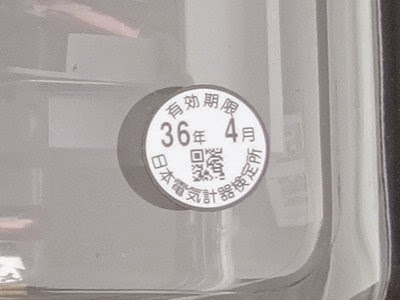 有効期限
36年 4月
日本電気計器検定所